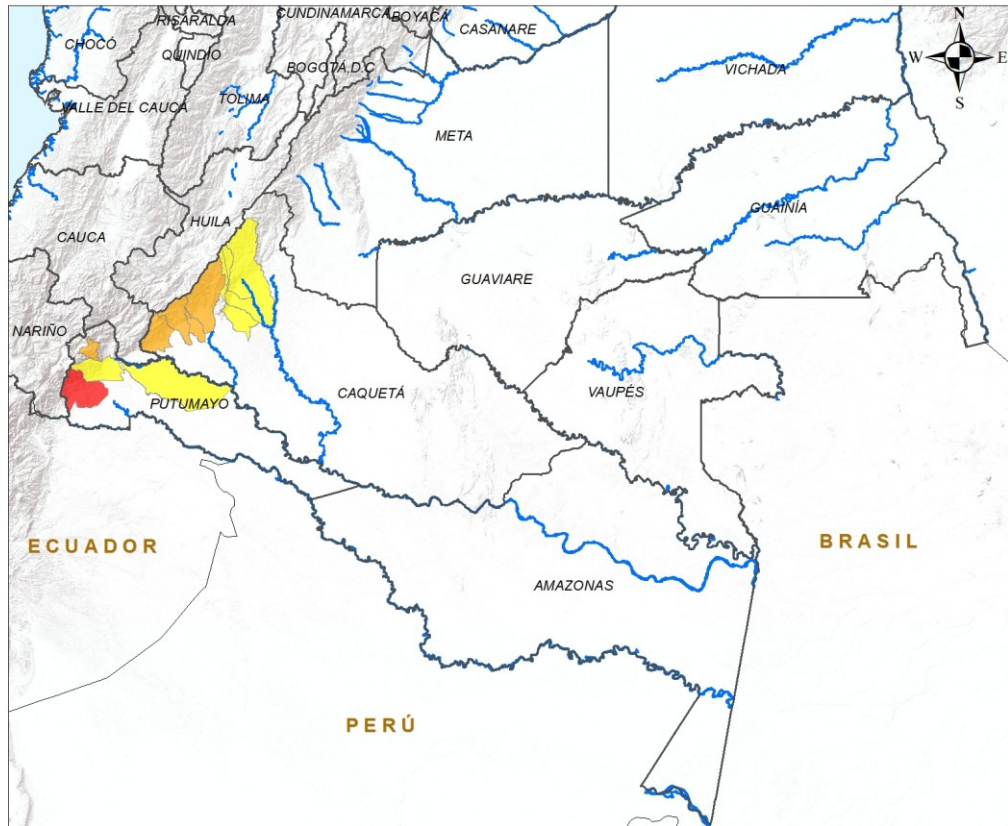 RISARALDA
CUNDINAMARCA
BOYACÁ
CASANARE
N
W
E
S
CHOCÓ
QUINDIO
BOGOTÁ D.C
VICHADA
VALLE DEL CAUCA
TOLIMA
META
HUILA
GUAINÍA
CAUCA
GUAVIARE
NARIÑO
CAQUETÁ
VAUPÉS
PUTUMAYO
ECUADOR
BRASIL
AMAZONAS
PERÚ